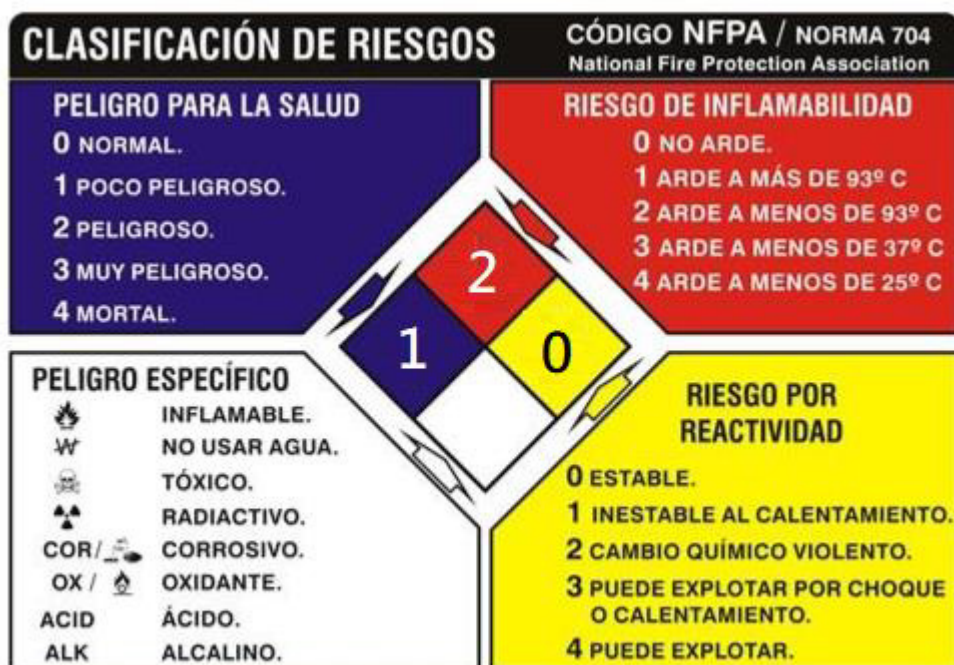 CLASIFICACIÓN DE RIESGOS
CÓDIGO NFPA / NORMA 704
National Fire Protection Association
PELIGRO PARA LA SALUD
0 NORMAL.
1 POCO PELIGROSO.
2 PELIGROSO.
3 MUY PELIGROSO.
4 MORTAL.
RIESGO DE INFLAMABILIDAD
0 NO ARDE.
1 ARDE A MÁS DE 93º C
2 ARDE A MENOS DE 93º C
3 ARDE A MENOS DE 37º C
4 ARDE A MENOS DE 25º C
2
1
0
PELIGRO ESPECÍFICO
INFLAMABLE.
W NO USAR AGUA.
TÓXICO.
RADIACTIVO.
COR/ CORROSIVO.
OX / OXIDANTE.
ACID ÁCIDO.
ALK ALCALINO.
RIESGO POR
REACTIVIDAD
0 ESTABLE.
1 INESTABLE AL CALENTAMIENTO.
2 CAMBIO QUÍMICO VIOLENTO.
3 PUEDE EXPLOTAR POR CHOQUE
O CALENTAMIENTO.
4 PUEDE EXPLOTAR.